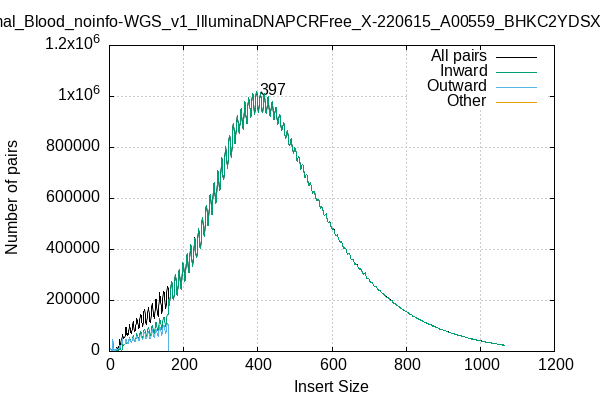 nal_Blood_noinfo-WGS_v1_IlluminaDNAPCRFree_X-220615_A00559_BHKC2YDSX
1.2x10^6
1x10^6
800000
600000
400000
200000
0
Number of pairs
397
All pairs
Inward
Outward
Other
0 200 400 600 800 1000 1200
Insert Size